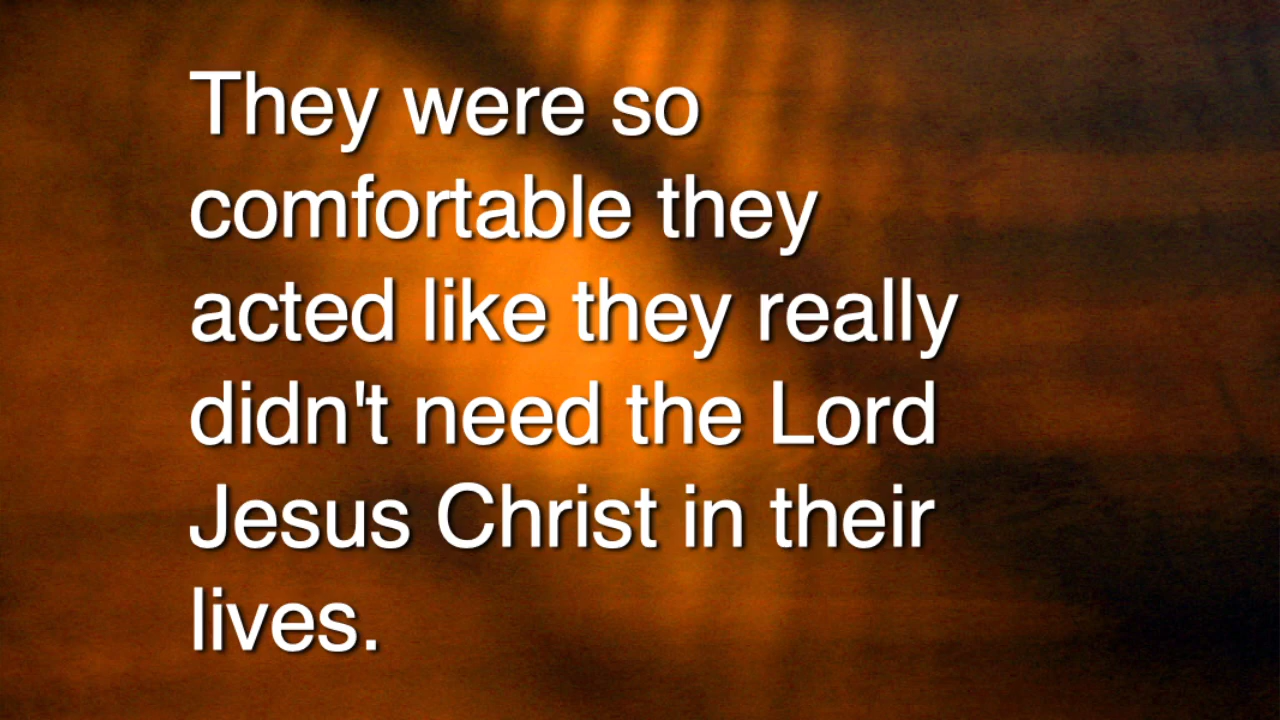 They were so
comfortable they
acted like they really
didn't need the Lord
Jesus Christ in their
lives.